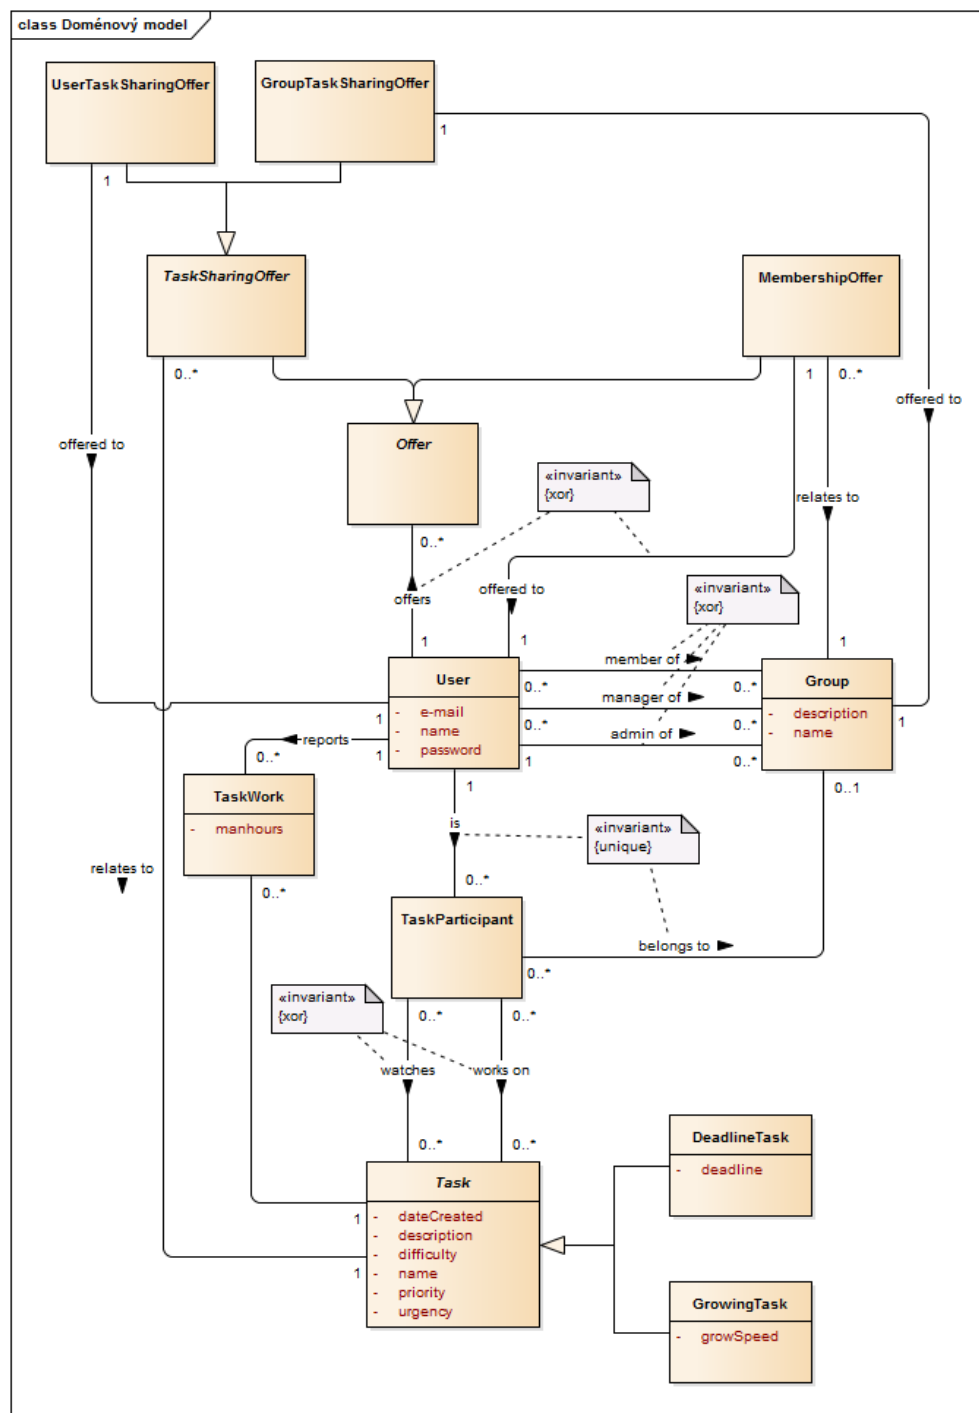 class Doménový model
UserTaskSharingOffer
GroupTaskSharingOffer
1
1
TaskSharingOffer
MembershipOffer
0..*
1
0..*
offered to
offered to
Offer
«invariant»
{xor}
relates to
0..*
«invariant»
{xor}
offers
offered to
1
1
1
member of
User
Group
0..*
0..*
manager of
- e-mail
- name
- password
- description
- name
1
1
0..*
0..*
admin of
reports
1
1
0..*
0..*
TaskWork
- manhours
1
0..1
is
«invariant»
{unique}
relates to
0..*
0..*
TaskParticipant
belongs to
0..*
«invariant»
{xor}
0..*
0..*
watches
works on
0..*
0..*
DeadlineTask
- deadline
Task
- dateCreated
- description
- difficulty
- name
- priority
- urgency
1
1
GrowingTask
- growSpeed